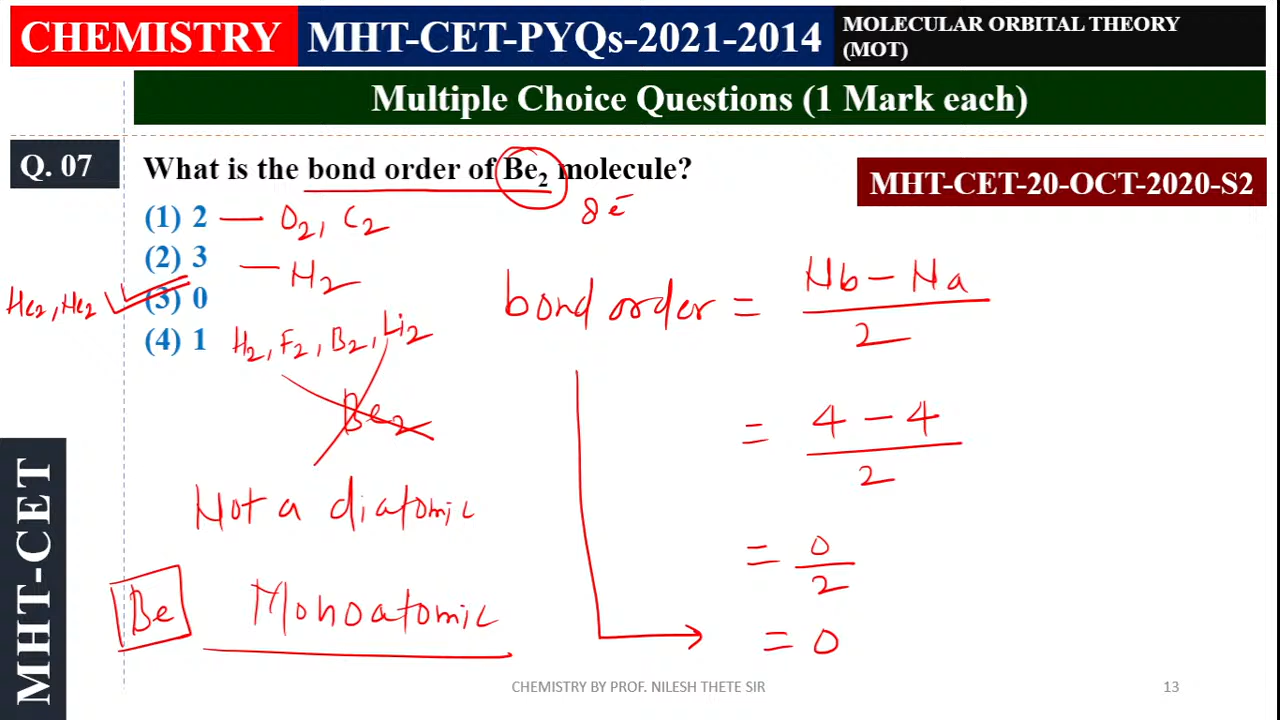 CHEMISTRY MHT-CET-PYQs-2021-2014 MOLECULAR ORBITAL THEORY
(MOT)
Multiple Choice Questions (1 Mark each)
Q. 07 What is the bond order of Be₂ molecule?
MHT-CET-20-OCT-2020-S2
8e⁻
(1) 2 — O₂, C₂
(2) 3 — N₂
He₂, Ne₂ (3) 0
(4) 1 H₂, F₂, B₂, Li₂
Be₂
Not a diatomic
Be Monoatomic
bond order = Nb – Na
2
= 4 – 4
2
= 0
2
= 0
MHT-CET
CHEMISTRY BY PROF. NILESH THETE SIR
13